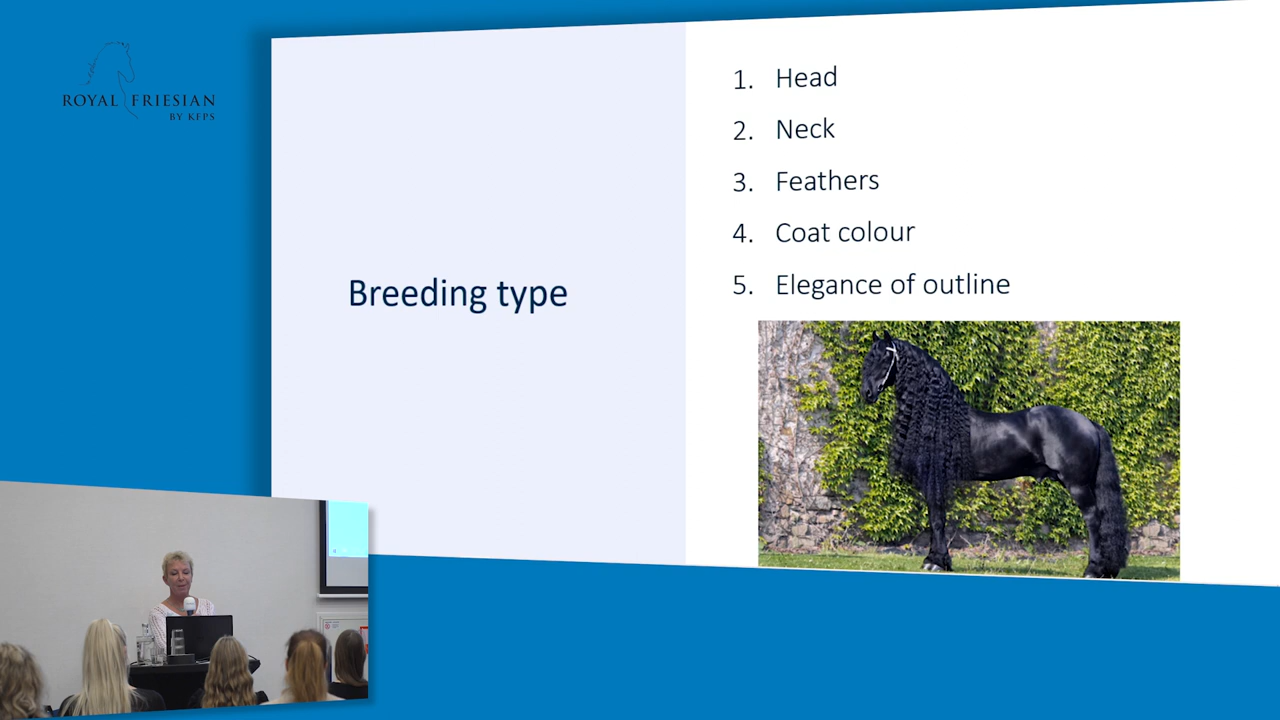 ROYAL FRIESIAN
BY KFPS
Breeding type
1. Head
2. Neck
3. Feathers
4. Coat colour
5. Elegance of outline